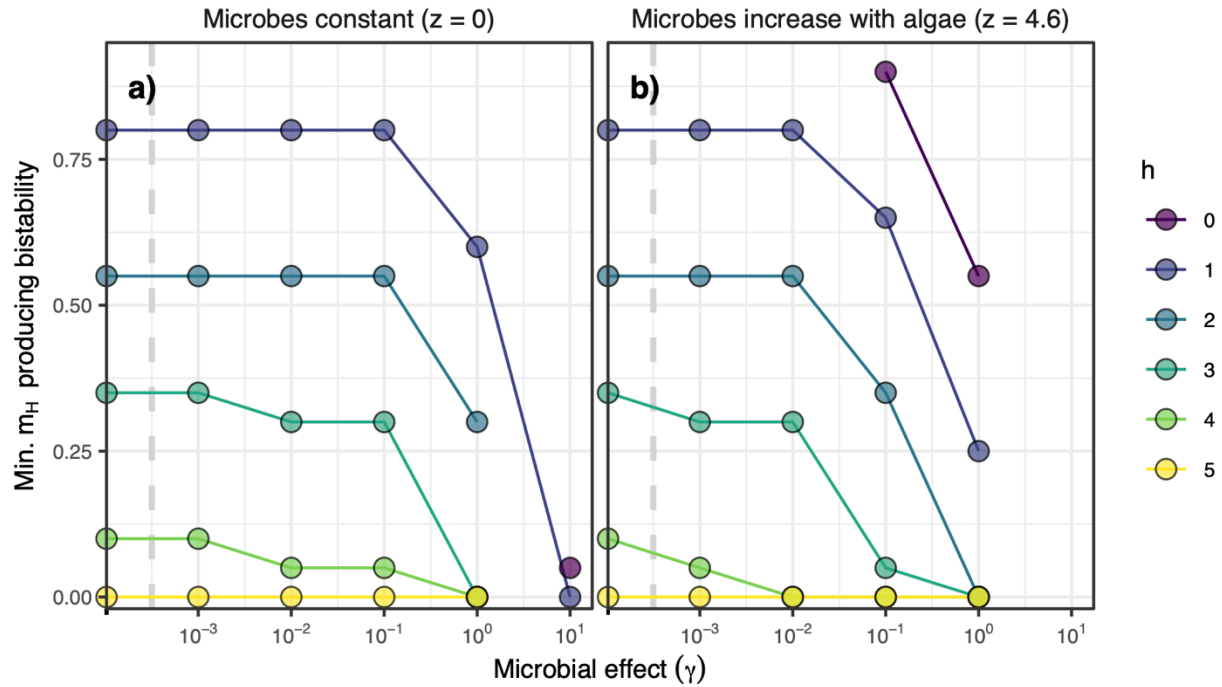 Microbes constant (z = 0)
Microbes increase with algae (z = 4.6)
a)
b)
Min. m_H producing bistability
0.75
0.50
0.25
0.00
10⁻³
10⁻²
10⁻¹
10⁰
10¹
10⁻³
10⁻²
10⁻¹
10⁰
10¹
Microbial effect (γ)
h
0
1
2
3
4
5